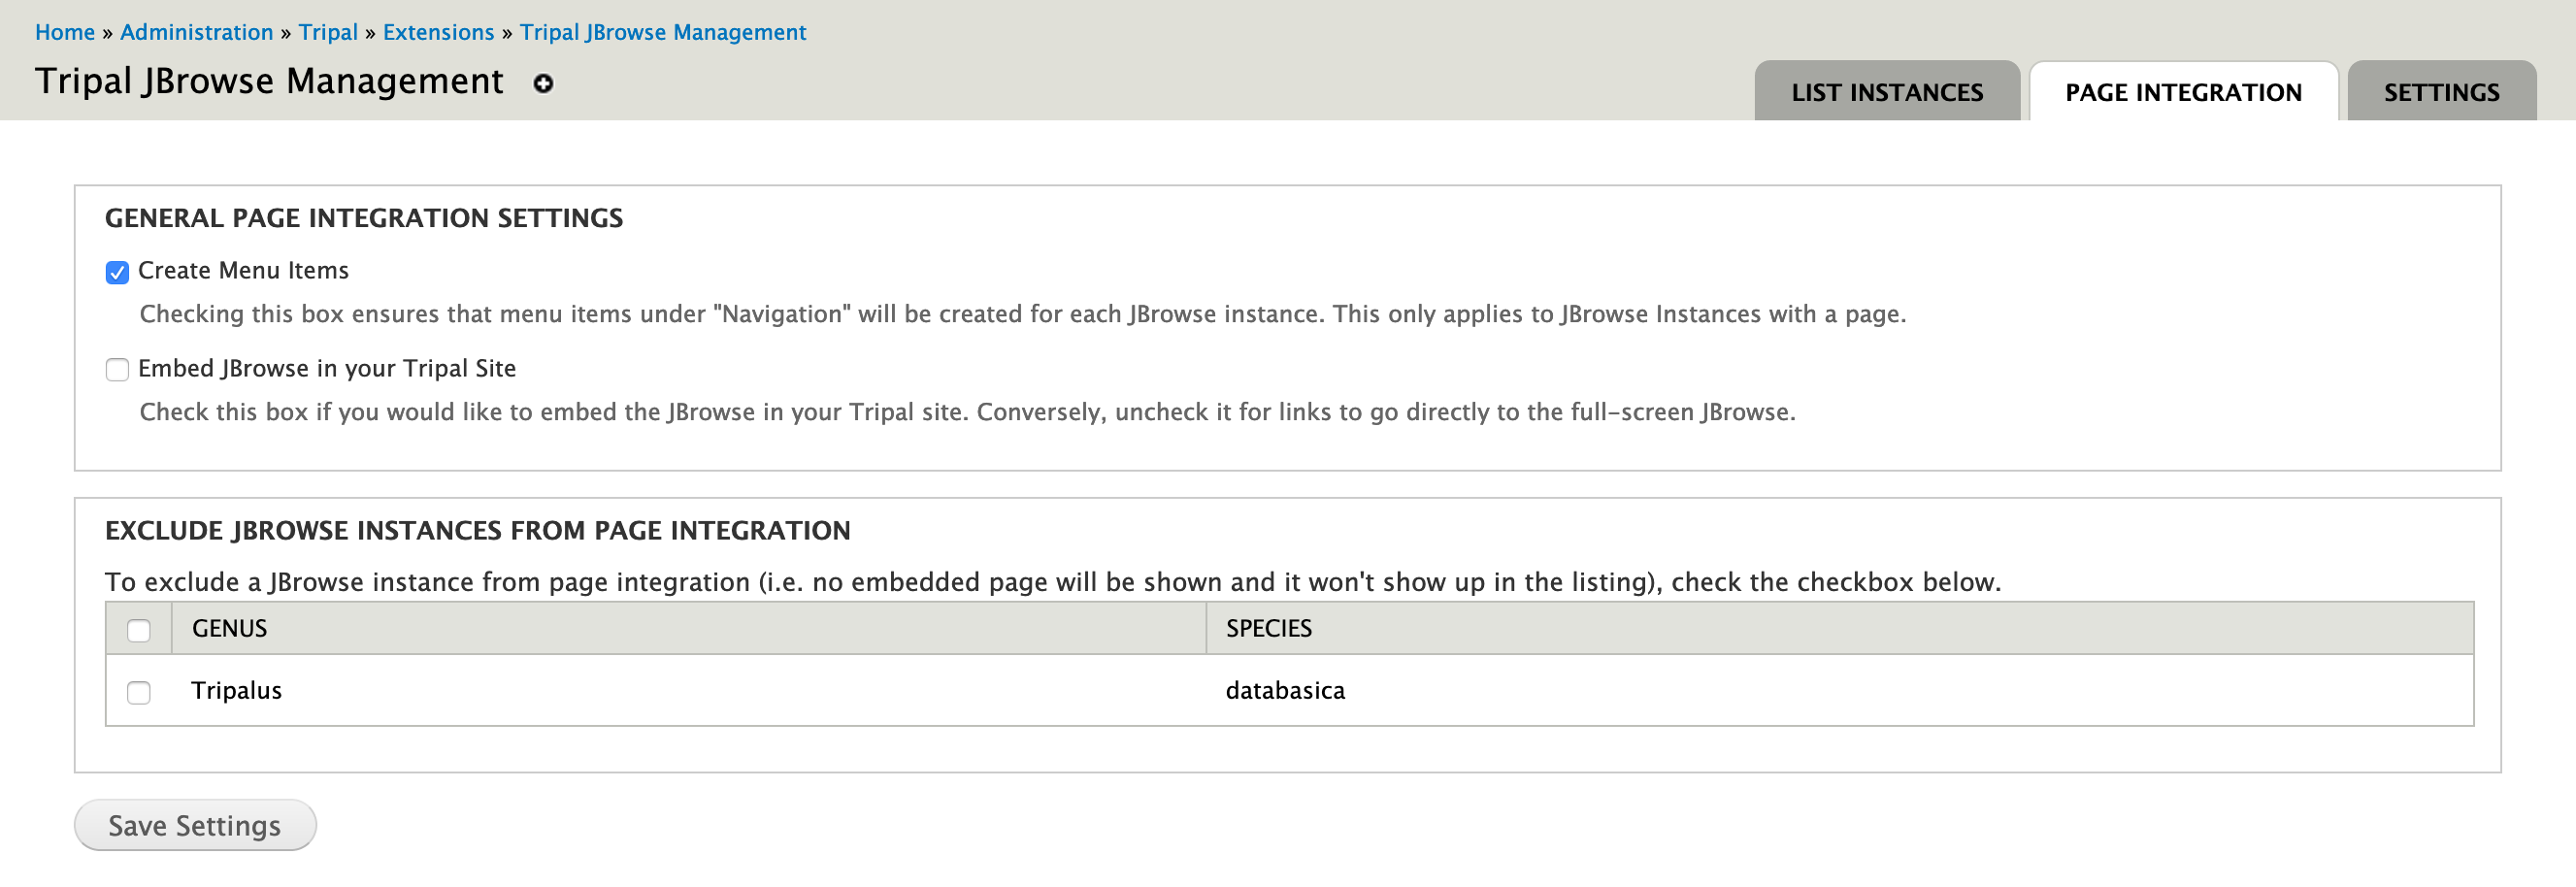 Home » Administration » Tripal » Extensions » Tripal JBrowse Management
Tripal JBrowse Management
LIST INSTANCES
PAGE INTEGRATION
SETTINGS
GENERAL PAGE INTEGRATION SETTINGS
Create Menu Items
Checking this box ensures that menu items under "Navigation" will be created for each JBrowse instance. This only applies to JBrowse Instances with a page.
Embed JBrowse in your Tripal Site
Check this box if you would like to embed the JBrowse in your Tripal site. Conversely, uncheck it for links to go directly to the full-screen JBrowse.
EXCLUDE JBROWSE INSTANCES FROM PAGE INTEGRATION
To exclude a JBrowse instance from page integration (i.e. no embedded page will be shown and it won't show up in the listing), check the checkbox below.
GENUS SPECIES
Tripalus databasica
Save Settings